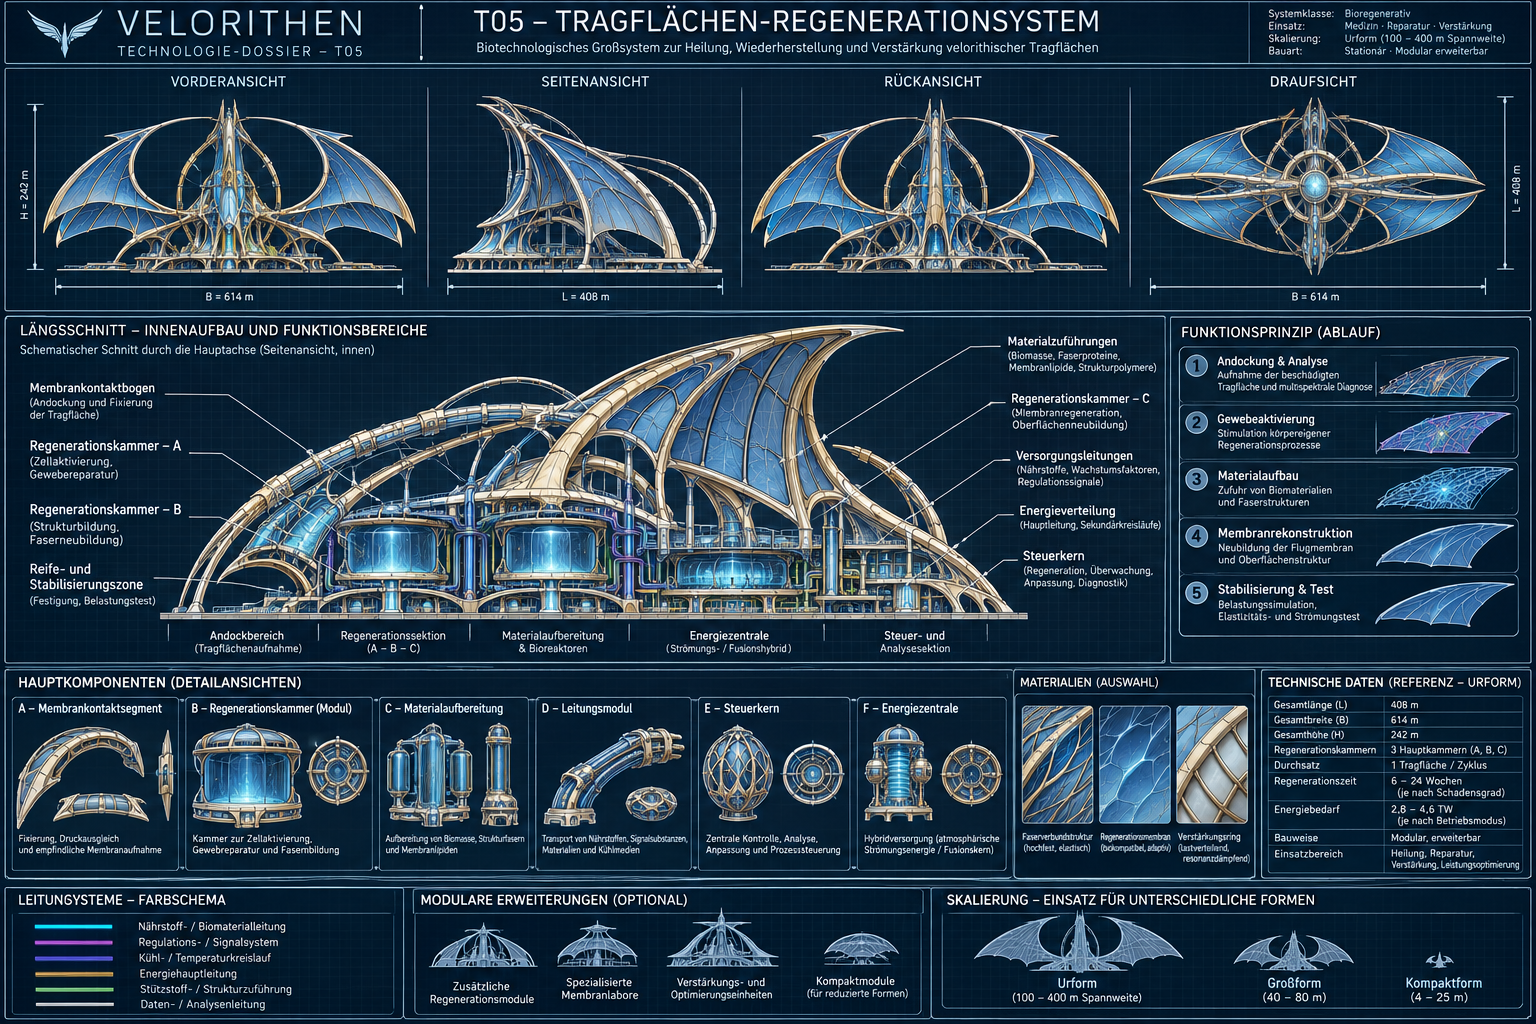 VELORITHEN
TECHNOLOGIE-DOSSIER – T05
T05 – TRAGFLÄCHEN-REGENERATIONSYSTEM
Biotechnologisches Großsystem zur Heilung, Wiederherstellung und Verstärkung velorithischer Tragflächen
Systemklasse: Bioregenerativ
Einsatz: Medizin · Reparatur · Verstärkung
Skalierung: Urform (100 – 400 m Spannweite)
Bauart: Stationär · Modular erweiterbar
VORDERANSICHT
SEITENANSICHT
RÜCKANSICHT
DRAUFSICHT
H = 242 m
B = 614 m
L = 408 m
L = 408 m
B = 614 m
LÄNGSSCHNITT – INNENAUFBAU UND FUNKTIONSBEREICHE
Schematischer Schnitt durch die Hauptachse (Seitenansicht, innen)
Membrankontaktbogen
(Andockung und Fixierung
der Tragfläche)
Regenerationskammer – A
(Zellaktivierung,
Gewebereparatur)
Regenerationskammer – B
(Strukturbildung,
Faserneubildung)
Reife- und
Stabilisierungszone
(Festigung, Belastungstest)
Materialzuführungen
(Biomasse, Faserproteine,
Membranlipide, Strukturpolymere)
Regenerationskammer – C
(Membranregeneration,
Oberflächenneubildung)
Versorgungsleitungen
(Nährstoffe, Wachstumsfaktoren,
Regulationssignale)
Energieverteilung
(Hauptleitung, Sekundärkreisläufe)
Steuerkern
(Regeneration, Überwachung,
Anpassung, Diagnostik)
Andockbereich
(Tragflächenaufnahme)
Regenerationssektion
(A – B – C)
Materialaufbereitung
& Bioreaktoren
Energiezentrale
(Strömungs- / Fusionshybrid)
Steuer- und
Analysesektion
FUNKTIONSPRINZIP (ABLAUF)
1 Andockung & Analyse
Aufnahme der beschädigten
Tragfläche und multispektrale Diagnose
2 Gewebeaktivierung
Stimulation körpereigener
Regenerationsprozesse
3 Materialaufbau
Zufuhr von Biomaterialien
und Faserstrukturen
4 Membranrekonstruktion
Neubildung der Flugmembran
und Oberflächenstruktur
5 Stabilisierung & Test
Belastungssimulation,
Elastizitäts- und Strömungstest
HAUPTKOMPONENTEN (DETAILANSICHTEN)
A – Membrankontaktsegment
Fixierung, Druckausgleich
und empfindliche Membranaufnahme
B – Regenerationskammer (Modul)
Kammer zur Zellaktivierung,
Gewebereparatur und Fasernbildung
C – Materialaufbereitung
Aufbereitung von Biomasse, Strukturfasern
und Membranlipiden
D – Leitungsmodul
Transport von Nährstoffen, Signalsubstanzen,
Materialien und Kühlmedien
E – Steuerkern
Zentrale Kontrolle, Analyse,
Anpassung und Prozessteuerung
F – Energiezentrale
Hybridversorgung (atmosphärische
Strömungsenergie / Fusionskern)
MATERIALIEN (AUSWAHL)
Faserverbundstruktur
(hochfest, elastisch)
Regenerationsmembran
Verstärkungsring
(lastverteilend,
resonanzdämpfend)
TECHNISCHE DATEN (REFERENZ – URFORM)
Gesamtlänge (L) 408 m
Gesamtbreite (B) 614 m
Gesamthöhe (H) 242 m
Regenerationskammern 3 Hauptkammern (A, B, C)
Durchsatz 1 Tragfläche / Zyklus
Regenerationszeit 6 – 24 Wochen
(je nach Schadensgrad)
Energiebedarf 2,8 – 4,6 TW
(je nach Betriebsmodus)
Bauweise Modular, erweiterbar
Einsatzbereich Heilung, Reparatur,
Verstärkung, Leistungsoptimierung
LEITUNGSYSTEME – FARBSCHEMA
Nährstoff- / Biomaterialleitung
Regulations- / Signalsystem
Kühl- / Temperaturkreislauf
Energiehauptleitung
Stützstoff- / Strukturzuführung
Daten- / Analysenleitung
MODULARE ERWEITERUNGEN (OPTIONAL)
Zusätzliche
Regenerationsmodule
Spezialisierte
Membranlabore
Verstärkungs- und
Optimierungseinheiten
Kompaktmodule
(für reduzierte Formen)
SKALIERUNG – EINSATZ FÜR UNTERSCHIEDLICHE FORMEN
Urform
(100 – 400 m Spannweite)
Großform
(40 – 80 m)
Kompaktform
(4 – 25 m)